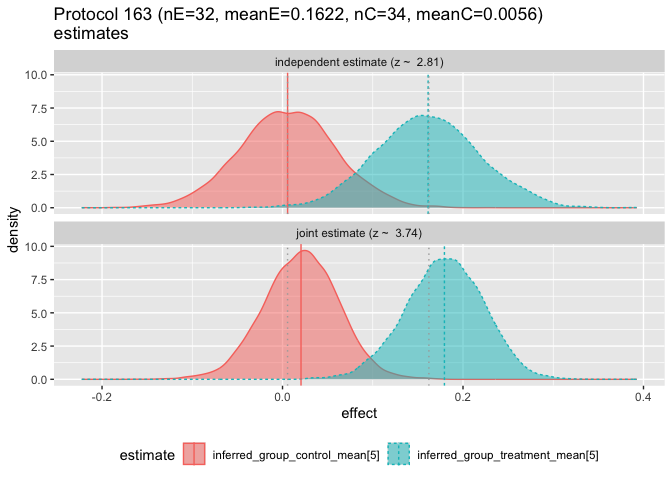 Protocol 163 (nE=32, meanE=0.1622, nC=34, meanC=0.0056)
estimates
independent estimate (z ~  2.81)
10.0
7.5
5.0
2.5
0.0
joint estimate (z ~  3.74)
10.0
7.5
5.0
2.5
0.0
density
-0.2
0.0
0.2
0.4
effect
estimate
inferred_group_control_mean[5]
inferred_group_treatment_mean[5]